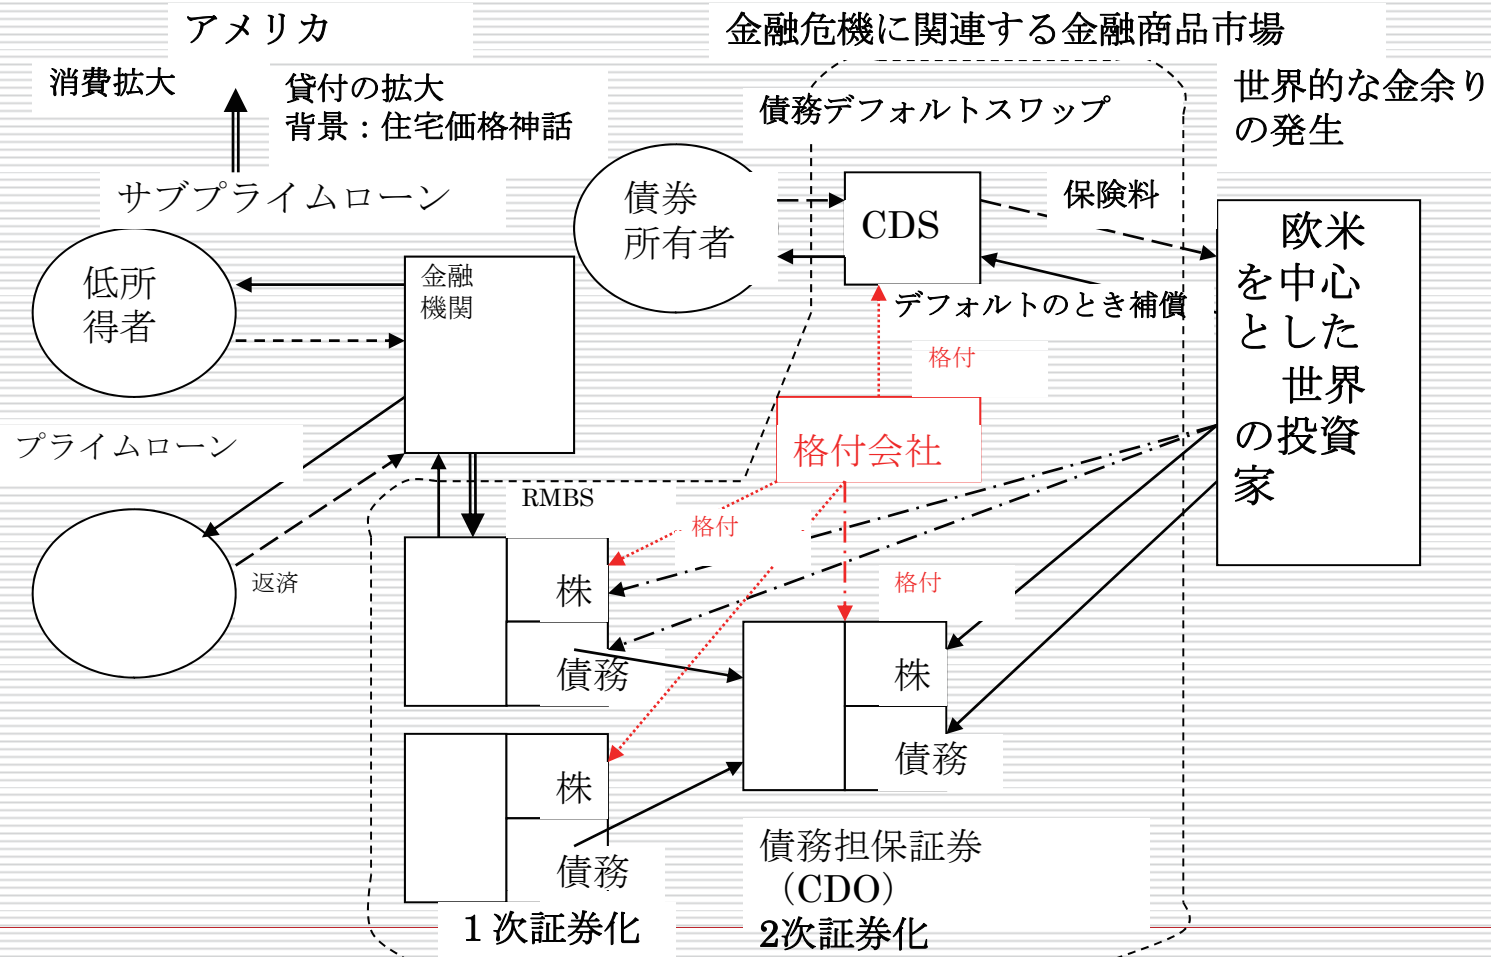 アメリカ
金融危機に関連する金融商品市場
消費拡大
貸付の拡大
背景：住宅価格神話
世界的な金余り
の発生
債務デフォルトスワップ
サブプライムローン
債券
所有者
CDS
保険料
欧米
を中心
とした
世界
の投資
家
低所
得者
金融
機関
デフォルトのとき補償
格付
プライムローン
格付会社
RMBS
格付
返済
株
格付
債務
株
債務
株
債務
債務担保証券
（CDO）
１次証券化
2次証券化